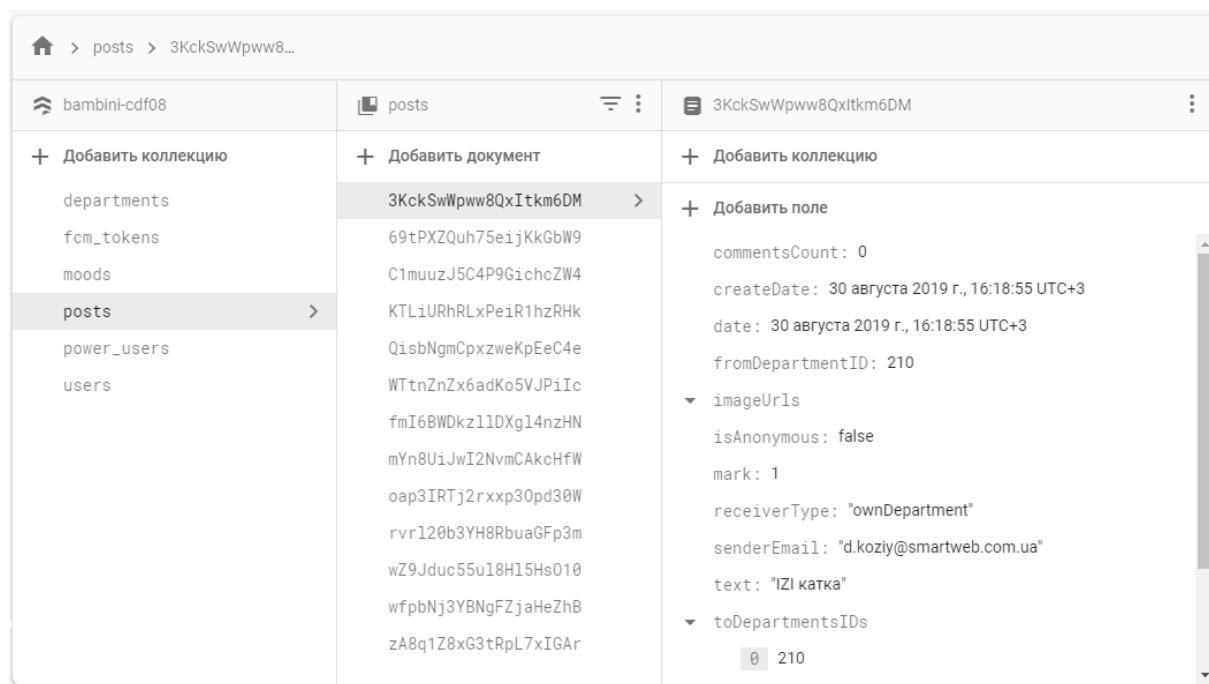 posts > 3KckSwWpww8…
bambini-cdf08
Добавить коллекцию
departments
fcm_tokens
moods
posts
power_users
users
posts
Добавить документ
3KckSwWpww8QxItkm6DM
69tPXZQuh75eijKkGbW9
C1muuzJ5C4P9GichcZW4
KTLiURhRLxPeiR1hzRHk
QisbNgmCpxzweKpEeC4e
WTtnZnZx6adKo5VJPiIc
fmI6BWDkzllDXgl4nzHN
mYn8UiJwI2NvmCAkcHfW
oap3IRTj2rxxp3Opd30W
rvrl20b3YH8RbuaGFp3m
wZ9Jduc55ul8Hl5HsO10
wfpbNj3YBNgFZjaHeZhB
zA8q1Z8xG3tRpL7xIGAr
3KckSwWpww8QxItkm6DM
Добавить коллекцию
Добавить поле
commentsCount: 0
createDate: 30 августа 2019 г., 16:18:55 UTC+3
date: 30 августа 2019 г., 16:18:55 UTC+3
fromDepartmentID: 210
imageUrls
isAnonymous: false
mark: 1
receiverType: "ownDepartment"
senderEmail: "d.koziy@smartweb.com.ua"
text: "IZI катка"
toDepartmentsIDs
0 210